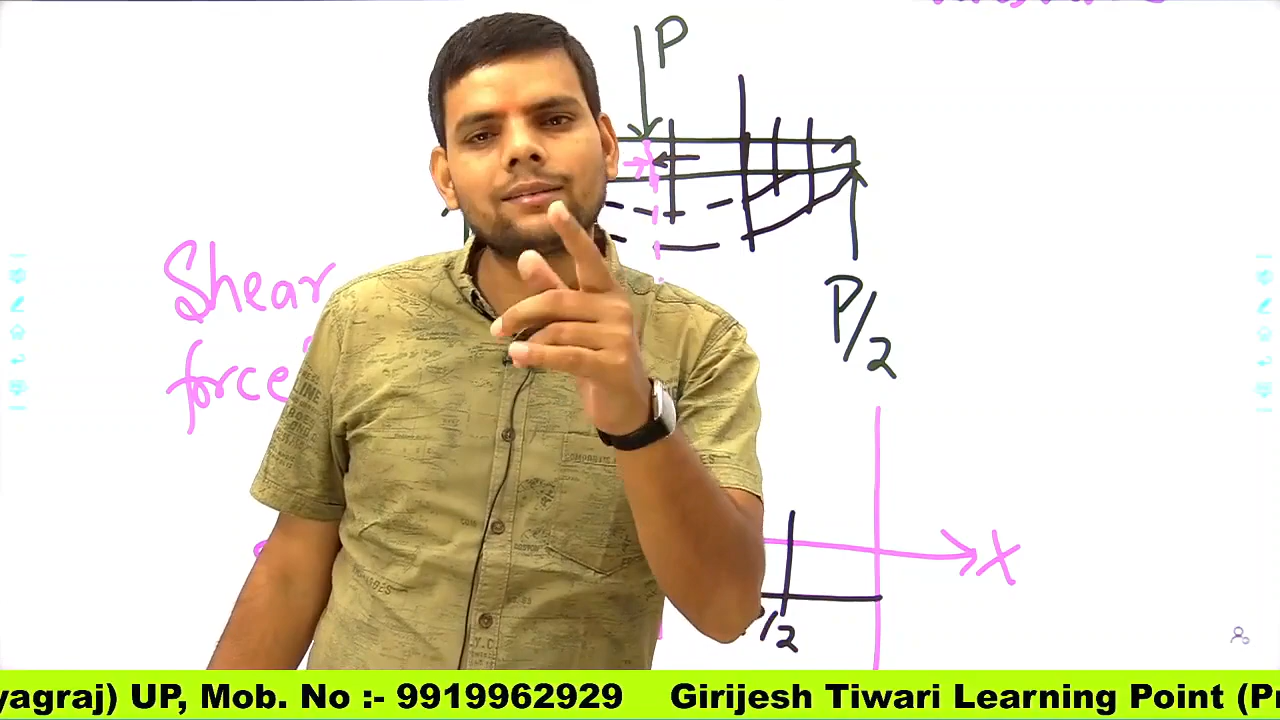 P
Shear
force
P/2
X
P/2
yagraj) UP, Mob. No :- 9919962929 Girijesh Tiwari Learning Point (Pr